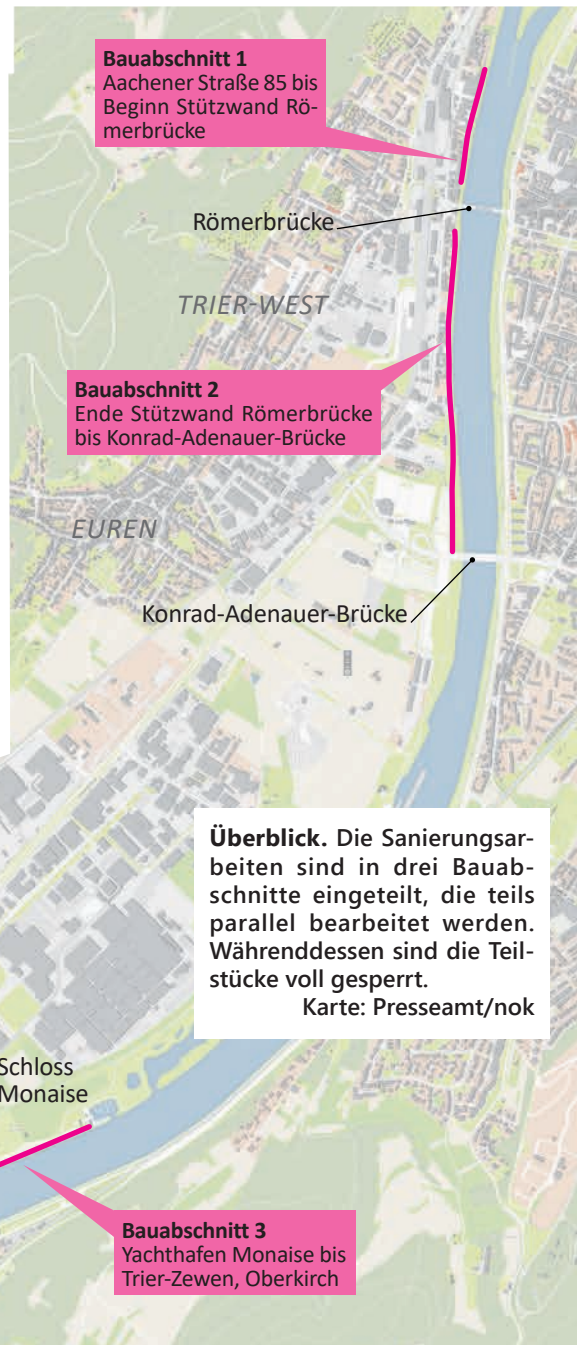 Bauabschnitt 1
Aachener Straße 85 bis
Beginn Stützwand Rö-
merbrücke
Römerbrücke
TRIER-WEST
Bauabschnitt 2
Ende Stützwand Römerbrücke
bis Konrad-Adenauer-Brücke
EUREN
Konrad-Adenauer-Brücke
Überblick. Die Sanierungsar-
beiten sind in drei Bauab-
schnitte eingeteilt, die teils
parallel bearbeitet werden.
Währenddessen sind die Teil-
stücke voll gesperrt.
Karte: Presseamt/nok
Schloss
Monaise
Bauabschnitt 3
Yachthafen Monaise bis
Trier-Zewen, Oberkirch